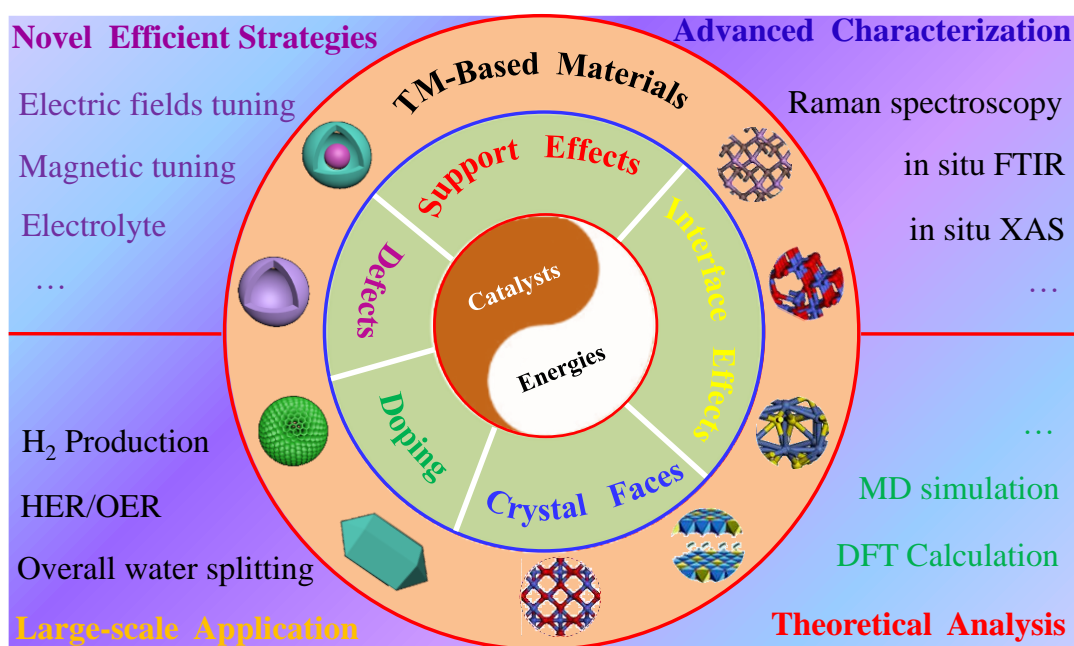 Novel Efficient Strategies
Electric fields tuning
Magnetic tuning
Electrolyte
…
Advanced Characterization
Raman spectroscopy
in situ FTIR
in situ XAS
…
TM-Based Materials
Support Effects
Interface Effects
Crystal Faces
Doping
Defects
Catalysts
Energies
H₂ Production
HER/OER
Overall water splitting
Large-scale Application
…
MD simulation
DFT Calculation
Theoretical Analysis